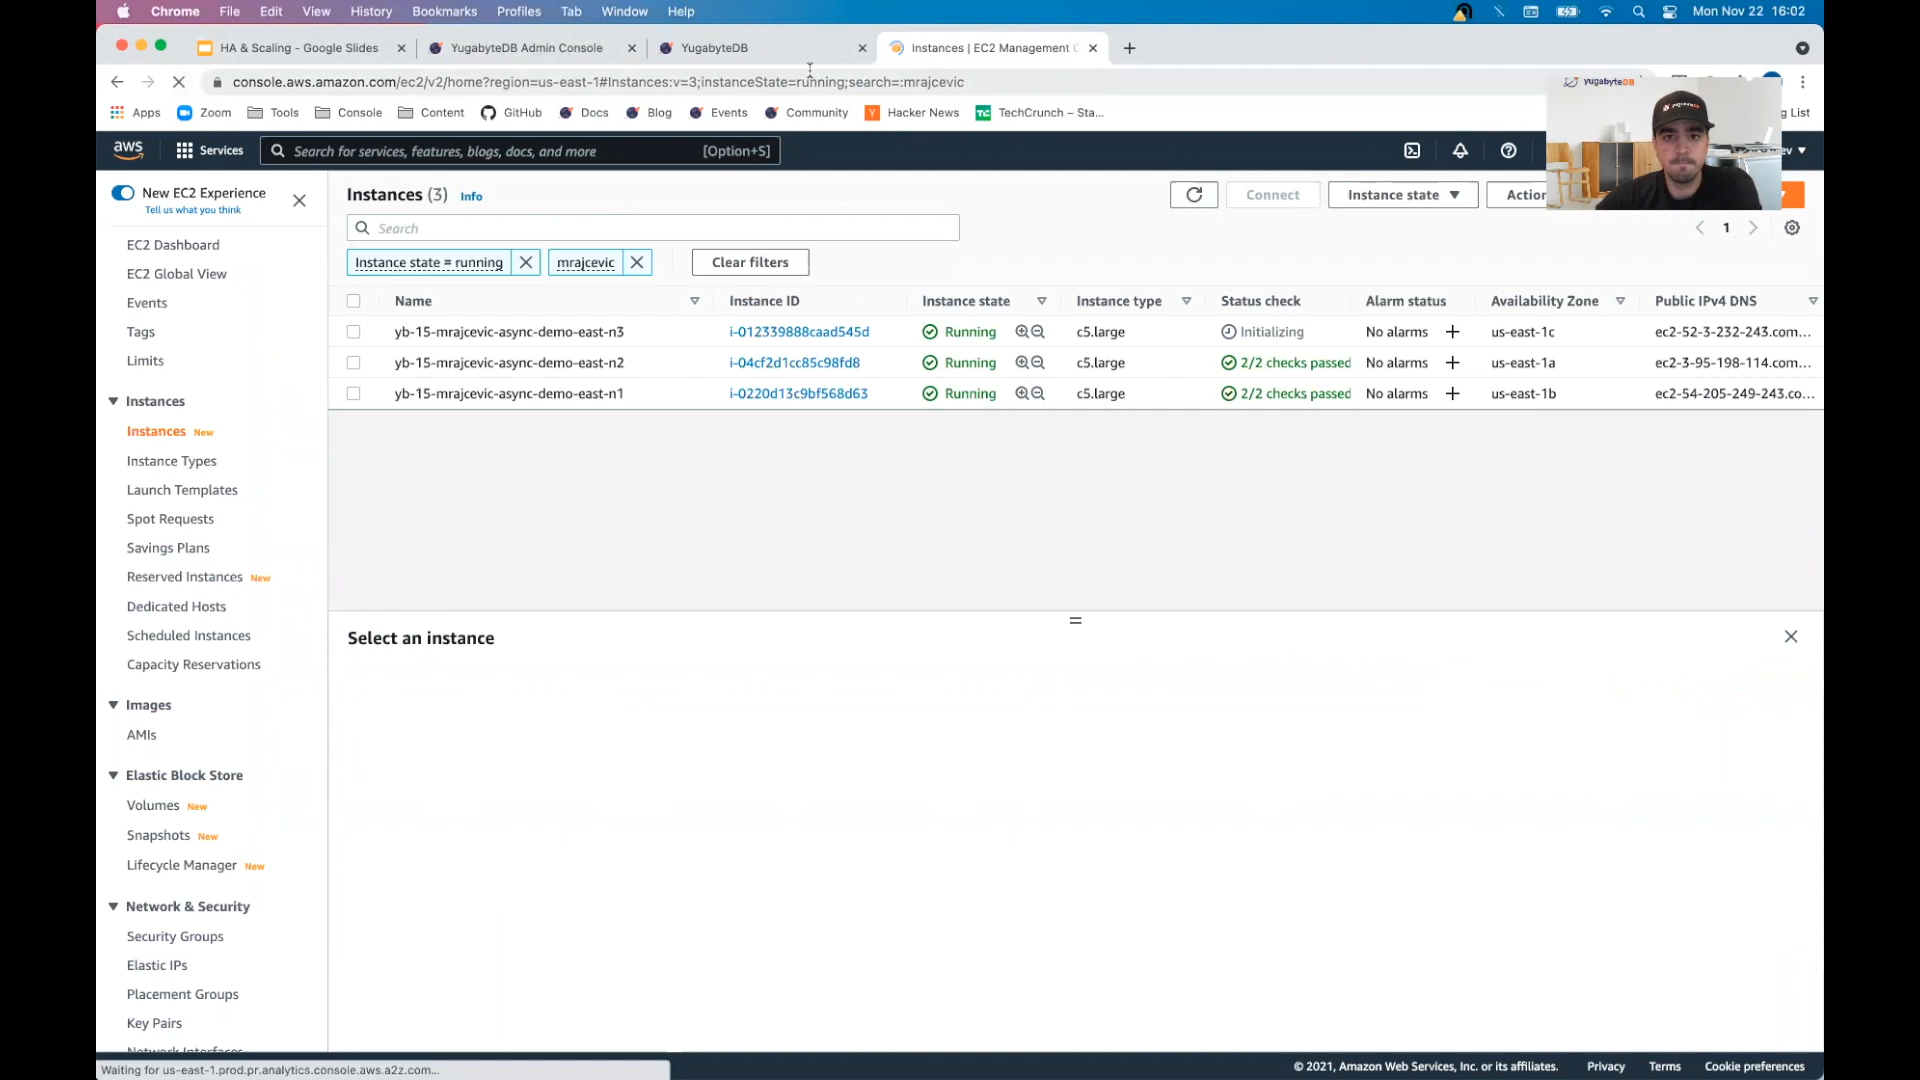 Chrome File Edit View History Bookmarks Profiles Tab Window Help Mon Nov 22 16:02
HA & Scaling - Google Slides YugabyteDB Admin Console YugabyteDB Instances | EC2 Management C
console.aws.amazon.com/ec2/v2/home?region=us-east-1#Instances:v=3;instanceState=running;search=:mrajcevic
yugabyteDB
Apps Zoom Tools Console Content GitHub Docs Blog Events Community Hacker News TechCrunch – Sta... List
aws Services Search for services, features, blogs, docs, and more [Option+S]
New EC2 Experience
Tell us what you think
EC2 Dashboard
EC2 Global View
Events
Tags
Limits
Instances
Instances New
Instance Types
Launch Templates
Spot Requests
Savings Plans
Reserved Instances New
Dedicated Hosts
Scheduled Instances
Capacity Reservations
Images
AMIs
Elastic Block Store
Volumes New
Snapshots New
Lifecycle Manager New
Network & Security
Security Groups
Elastic IPs
Placement Groups
Key Pairs
Network Interfaces
Instances (3) Info
Connect Instance state Action
Search
1
Instance state = running mrajcevic Clear filters
Name Instance ID Instance state Instance type Status check Alarm status Availability Zone Public IPv4 DNS
yb-15-mrajcevic-async-demo-east-n3 i-012339888caad545d Running c5.large Initializing No alarms us-east-1c ec2-52-3-232-243.com...
yb-15-mrajcevic-async-demo-east-n2 i-04cf2d1cc85c98fd8 Running c5.large 2/2 checks passed No alarms us-east-1a ec2-3-95-198-114.com...
yb-15-mrajcevic-async-demo-east-n1 i-0220d13c9bf568d63 Running c5.large 2/2 checks passed No alarms us-east-1b ec2-54-205-249-243.co...
Select an instance
Waiting for us-east-1.prod.pr.analytics.console.aws.a2z.com...
© 2021, Amazon Web Services, Inc. or its affiliates. Privacy Terms Cookie preferences